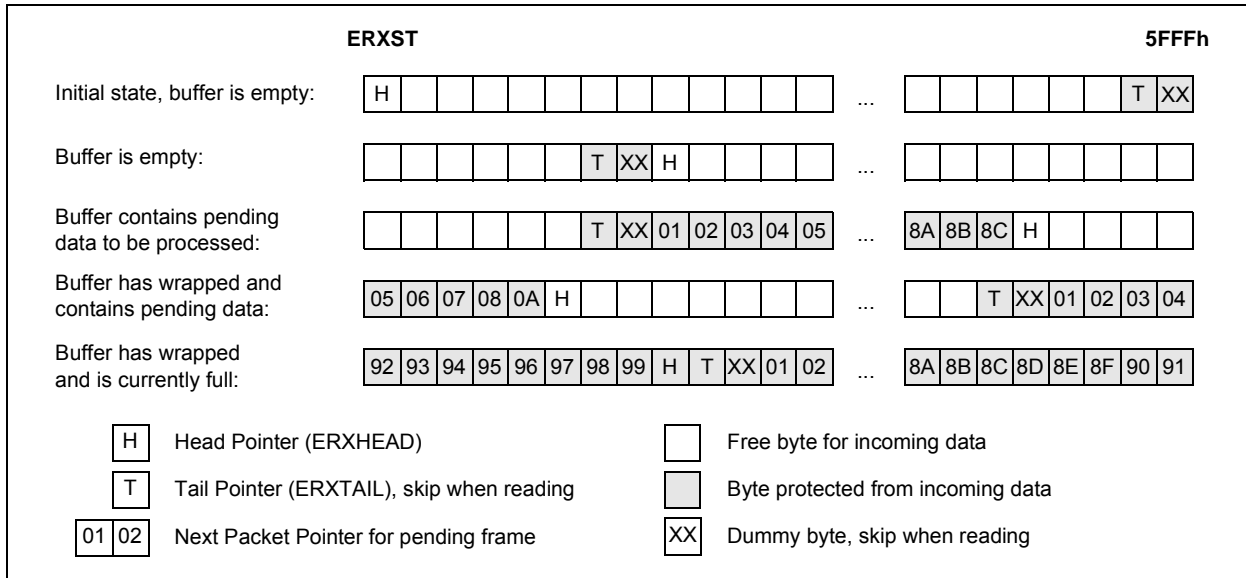 ERXST 5FFFh
Initial state, buffer is empty: H ... T XX
Buffer is empty: T XX H ...
Buffer contains pending
data to be processed: T XX 01 02 03 04 05 ... 8A 8B 8C H
Buffer has wrapped and
contains pending data: 05 06 07 08 0A H ... T XX 01 02 03 04
Buffer has wrapped
and is currently full: 92 93 94 95 96 97 98 99 H T XX 01 02 ... 8A 8B 8C 8D 8E 8F 90 91
H Head Pointer (ERXHEAD) Free byte for incoming data
T Tail Pointer (ERXTAIL), skip when reading Byte protected from incoming data
01 02 Next Packet Pointer for pending frame XX Dummy byte, skip when reading